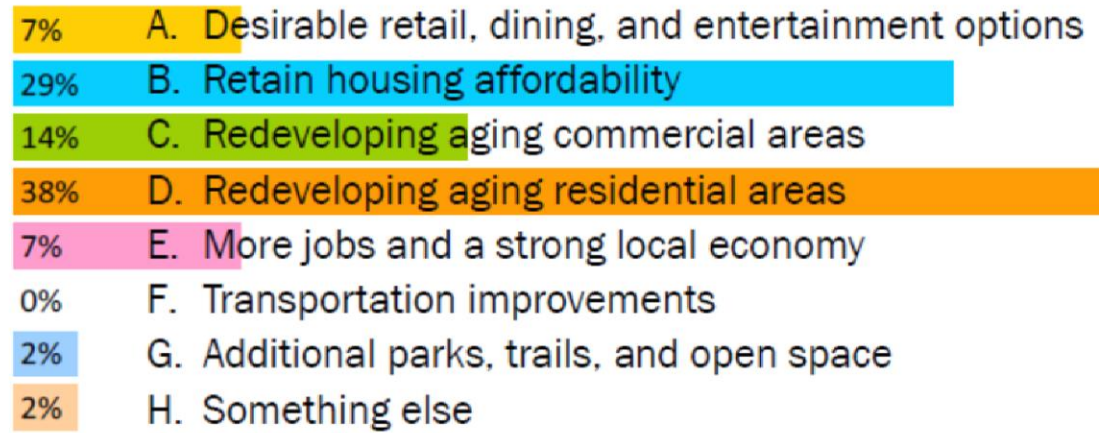 7% A. Desirable retail, dining, and entertainment options
29% B. Retain housing affordability
14% C. Redeveloping aging commercial areas
38% D. Redeveloping aging residential areas
7% E. More jobs and a strong local economy
0% F. Transportation improvements
2% G. Additional parks, trails, and open space
2% H. Something else